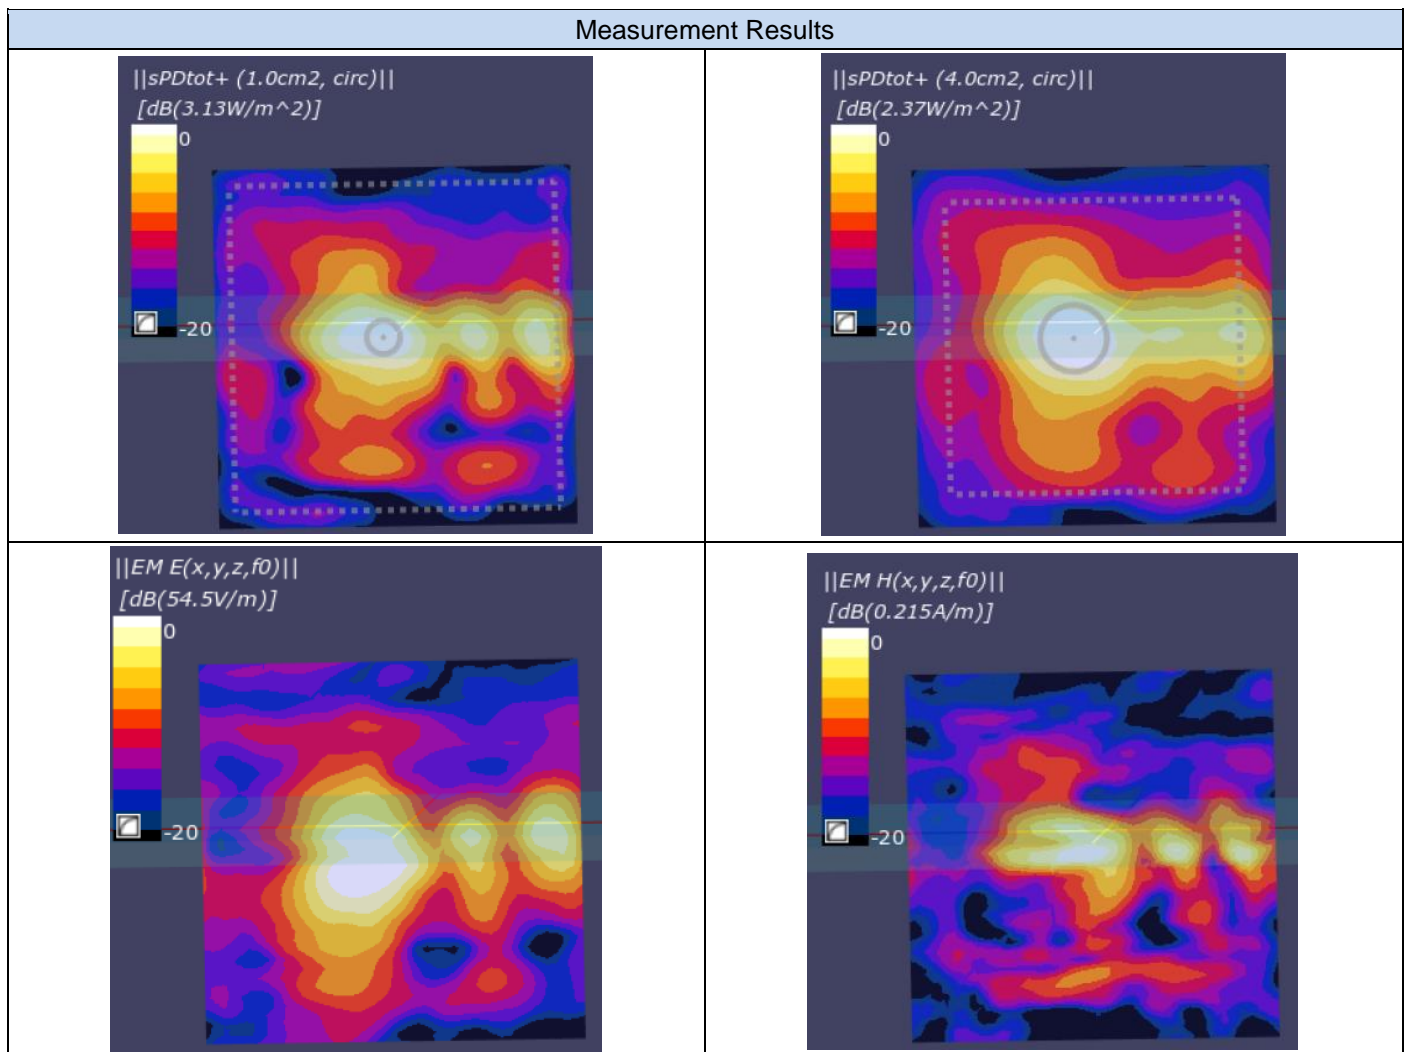 Measurement Results
||sPDtot+ (1.0cm2, circ)||
[dB(3.13W/m^2)]
0
-20
||sPDtot+ (4.0cm2, circ)||
[dB(2.37W/m^2)]
0
-20
||EM E(x,y,z,f0)||
[dB(54.5V/m)]
0
-20
||EM H(x,y,z,f0)||
[dB(0.215A/m)]
0
-20